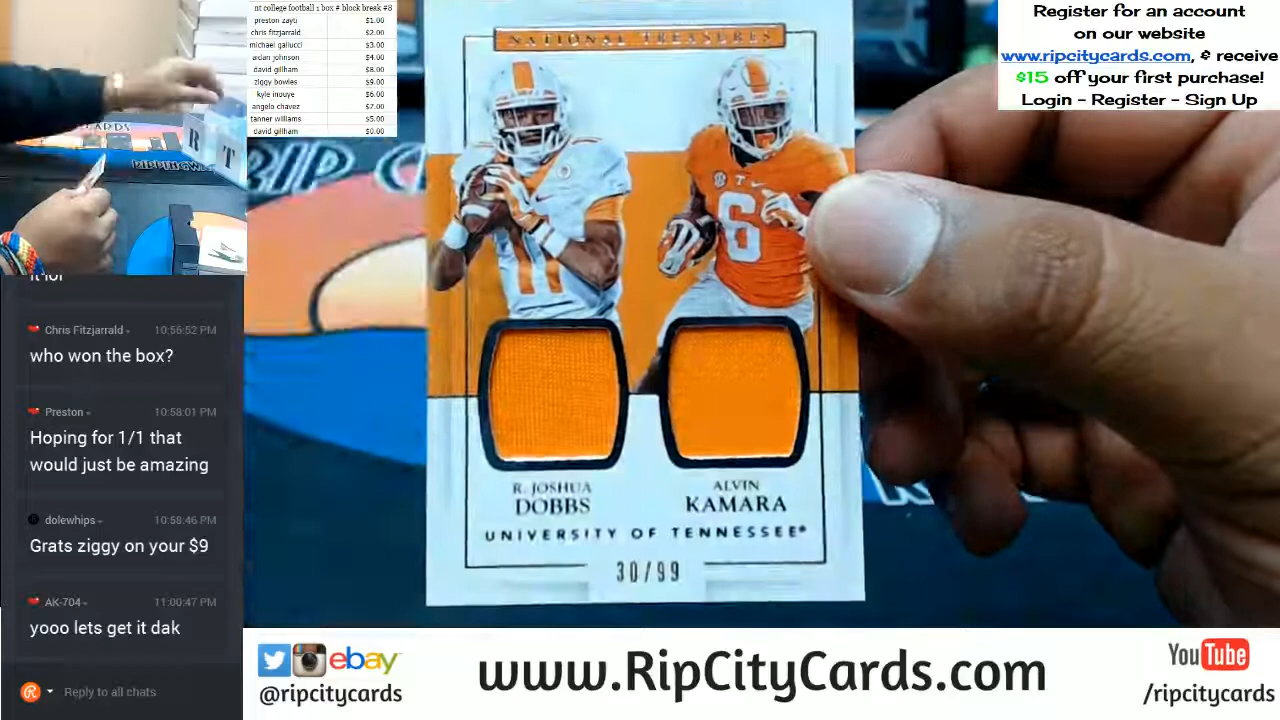 nt college football 1 box # block break #8
preston zayti $1.00
chris fitzjarrald $2.00
michael gallucci $3.00
aidan johnson $4.00
david gillham $8.00
ziggy bowles $9.00
kyle inouye $6.00
angelo chavez $7.00
tanner williams $5.00
david gillham $0.00
Register for an account
on our website
www.ripcitycards.com, & receive
$15 off your first purchase!
Login - Register - Sign Up
RIPPINGW
R T
RIP C
NATIONAL TREASURES
11
6
R. JOSHUA
DOBBS
ALVIN
KAMARA
UNIVERSITY OF TENNESSEE®
30/99
Chris Fitzjarrald 10:56:52 PM
who won the box?
Preston 10:58:01 PM
Hoping for 1/1 that
would just be amazing
dolewhips 10:58:46 PM
Grats ziggy on your $9
AK-704 11:00:47 PM
yooo lets get it dak
Reply to all chats
ebay
@ripcitycards
www.RipCityCards.com
YouTube
/ripcitycards